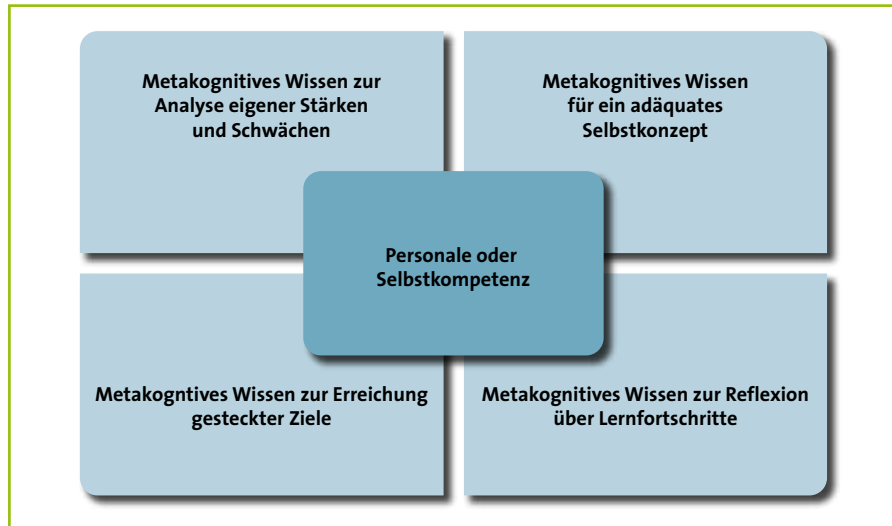 Metakognitives Wissen zur
Analyse eigener Stärken
und Schwächen
Metakognitives Wissen
für ein adäquates
Selbstkonzept
Personale oder
Selbstkompetenz
Metakogntives Wissen zur Erreichung
gesteckter Ziele
Metakognitives Wissen zur Reflexion
über Lernfortschritte